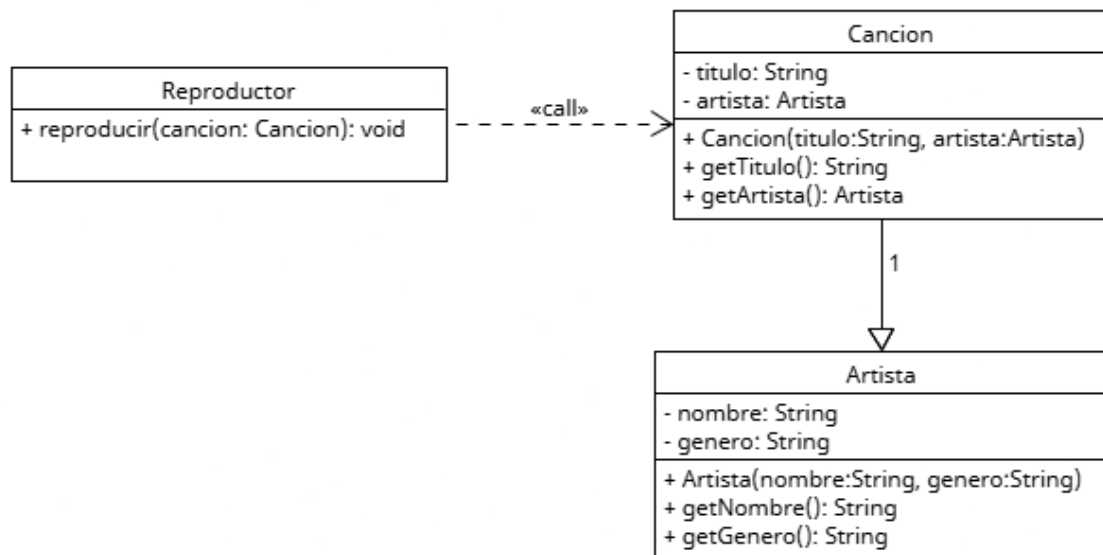 Reproductor
+ reproducir(cancion: Cancion): void
«call»
Cancion
- titulo: String
- artista: Artista
+ Cancion(titulo:String, artista:Artista)
+ getTitulo(): String
+ getArtista(): Artista
1
Artista
- nombre: String
- genero: String
+ Artista(nombre:String, genero:String)
+ getNombre(): String
+ getGenero(): String